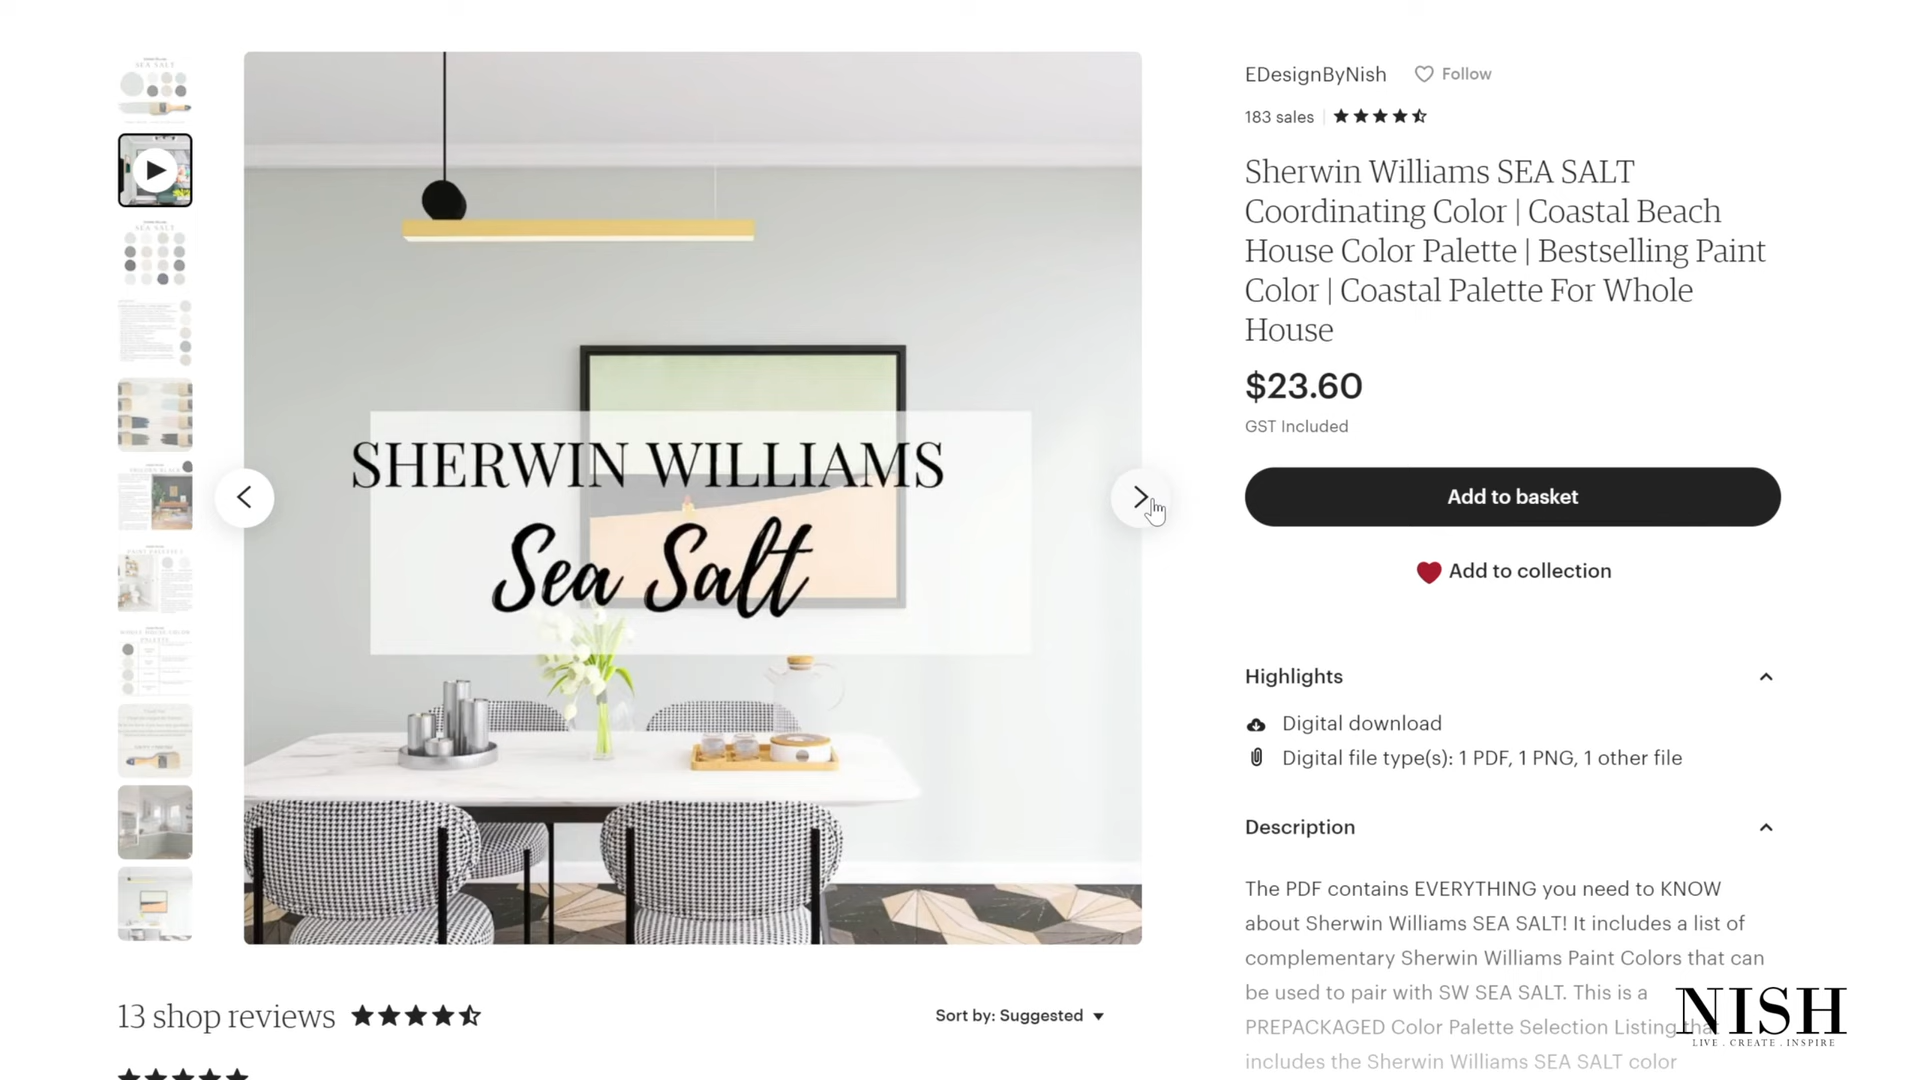 EDesignByNish
Follow
183 sales
Sherwin Williams SEA SALT
Coordinating Color | Coastal Beach
House Color Palette | Bestselling Paint
Color | Coastal Palette For Whole
House
$23.60
GST Included
Add to basket
Add to collection
Highlights
Digital download
Digital file type(s): 1 PDF, 1 PNG, 1 other file
Description
The PDF contains EVERYTHING you need to KNOW
about Sherwin Williams SEA SALT! It includes a list of
complementary Sherwin Williams Paint Colors that can
be used to pair with SW SEA SALT. This is a
PREPACKAGED Color Palette Selection Listing that
includes the Sherwin Williams SEA SALT color
SHERWIN WILLIAMS
Sea Salt
SEA SALT
SEA SALT
13 shop reviews
Sort by: Suggested
NISH
LIVE . CREATE . INSPIRE